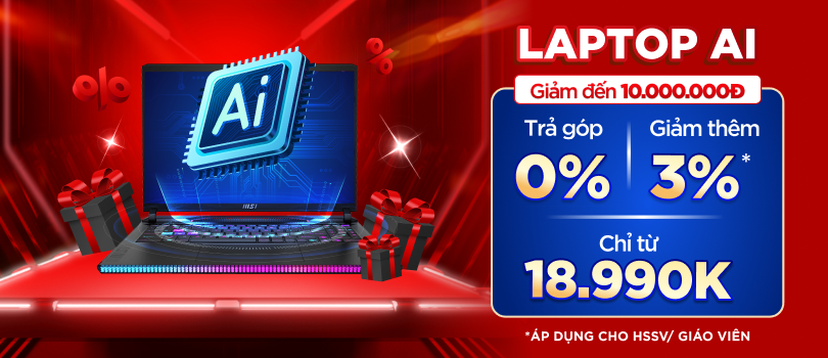 LAPTOP AI
Giảm đến 10.000.000Đ
Trả góp
0%
Giảm thêm
3%*
Chỉ từ
18.990K
*ÁP DỤNG CHO HSSV/ GIÁO VIÊN
Ai
%
%
msi